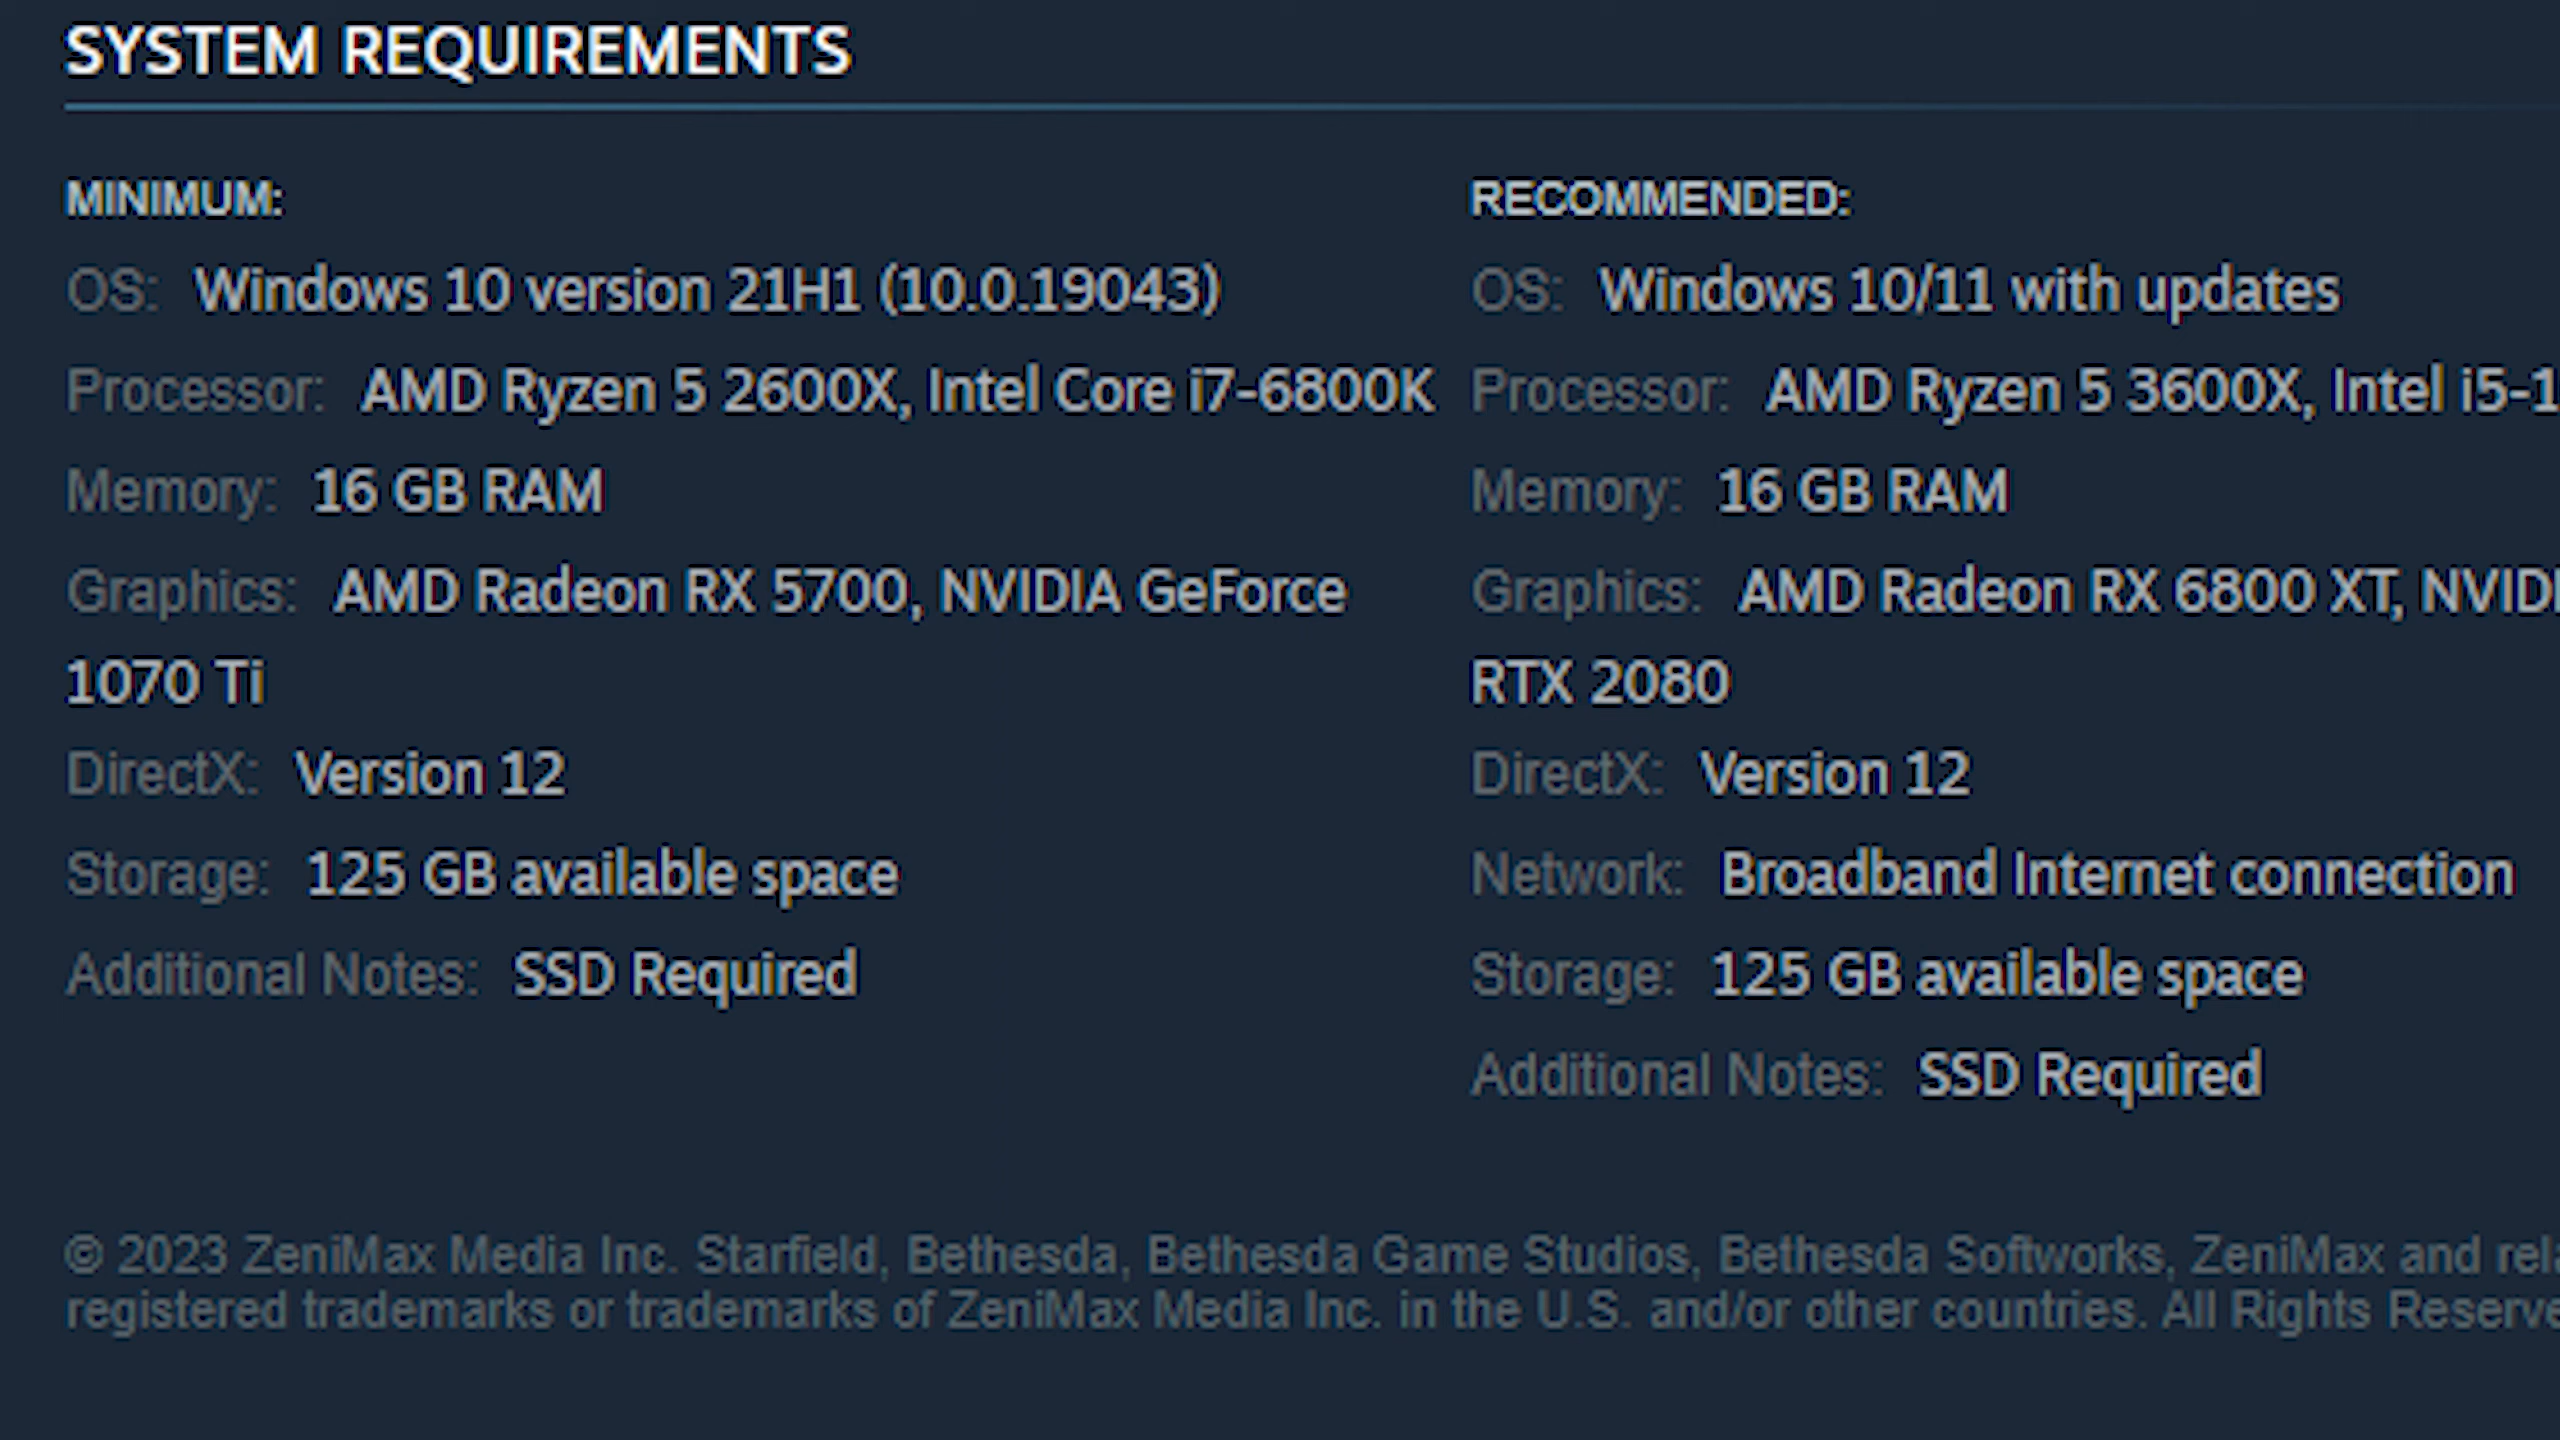 SYSTEM REQUIREMENTS
MINIMUM:
OS: Windows 10 version 21H1 (10.0.19043)
Processor: AMD Ryzen 5 2600X, Intel Core i7-6800K
Memory: 16 GB RAM
Graphics: AMD Radeon RX 5700, NVIDIA GeForce
1070 Ti
DirectX: Version 12
Storage: 125 GB available space
Additional Notes: SSD Required
RECOMMENDED:
OS: Windows 10/11 with updates
Processor: AMD Ryzen 5 3600X, Intel i5-1
Memory: 16 GB RAM
Graphics: AMD Radeon RX 6800 XT, NVIDI
RTX 2080
DirectX: Version 12
Network: Broadband Internet connection
Storage: 125 GB available space
Additional Notes: SSD Required
© 2023 ZeniMax Media Inc. Starfield, Bethesda, Bethesda Game Studios, Bethesda Softworks, ZeniMax and rela
registered trademarks or trademarks of ZeniMax Media Inc. in the U.S. and/or other countries. All Rights Reserve